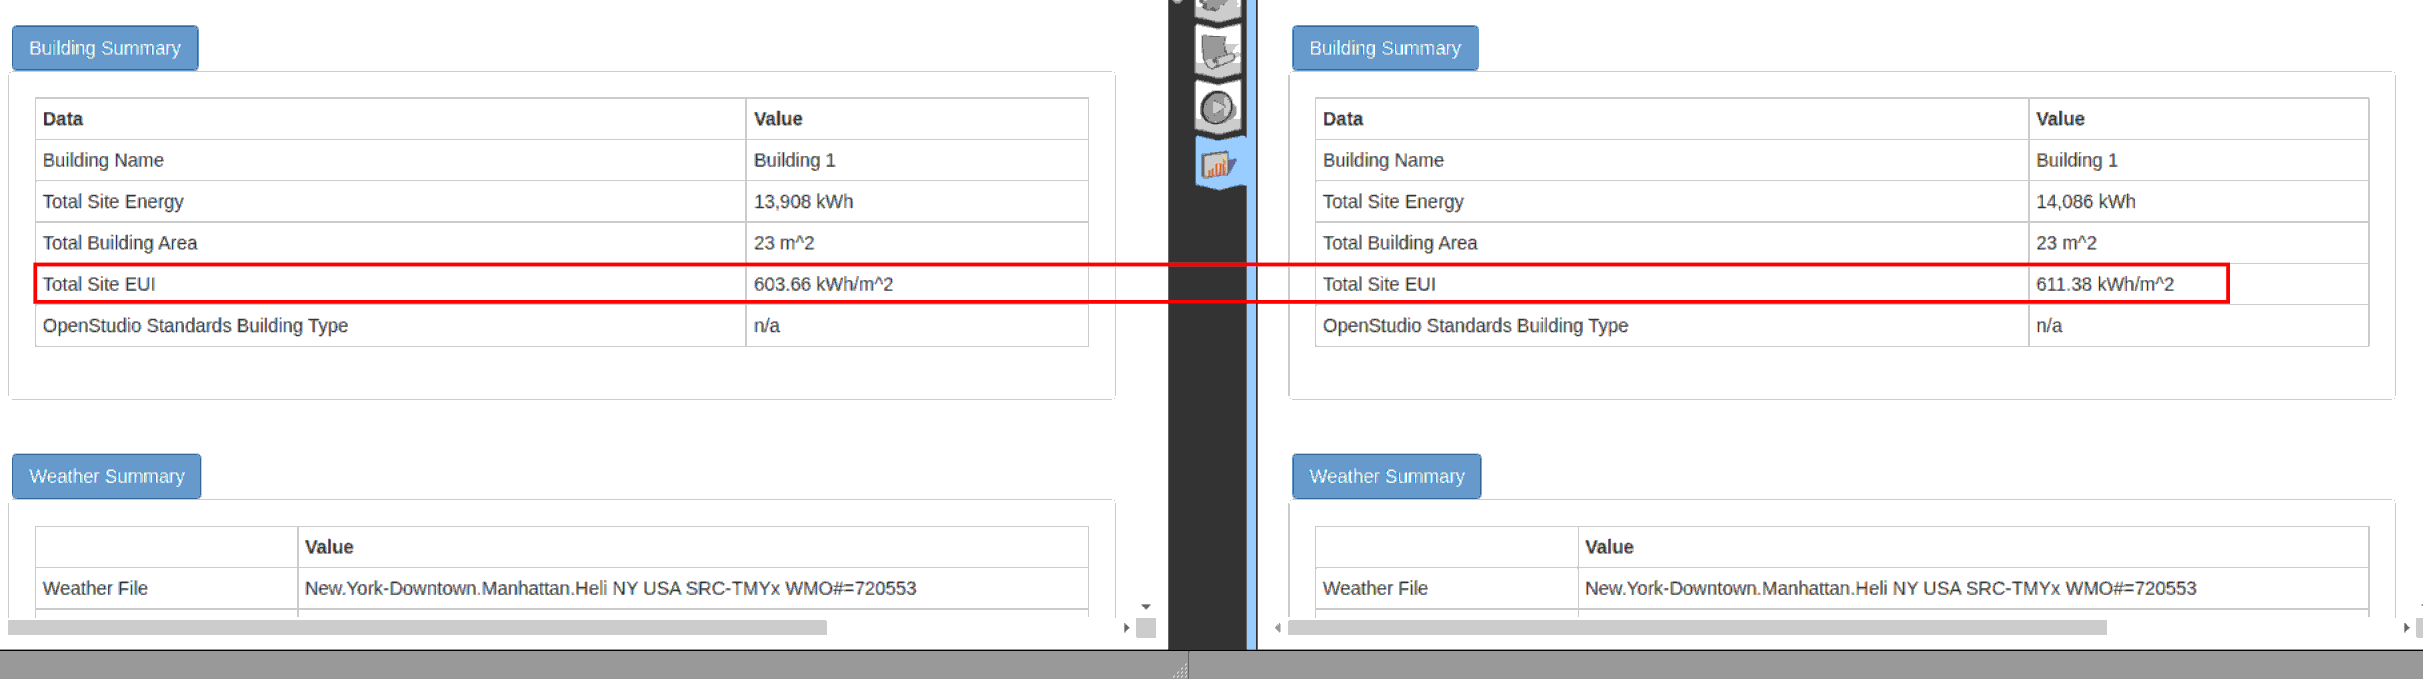 Building Summary
Data Value
Building Name Building 1
Total Site Energy 13,908 kWh
Total Building Area 23 m^2
Total Site EUI 603.66 kWh/m^2
OpenStudio Standards Building Type n/a
Weather Summary
Value
Weather File New.York-Downtown.Manhattan.Heli NY USA SRC-TMYx WMO#=720553
Building Summary
Data Value
Building Name Building 1
Total Site Energy 14,086 kWh
Total Building Area 23 m^2
Total Site EUI 611.38 kWh/m^2
OpenStudio Standards Building Type n/a
Weather Summary
Value
Weather File New.York-Downtown.Manhattan.Heli NY USA SRC-TMYx WMO#=720553